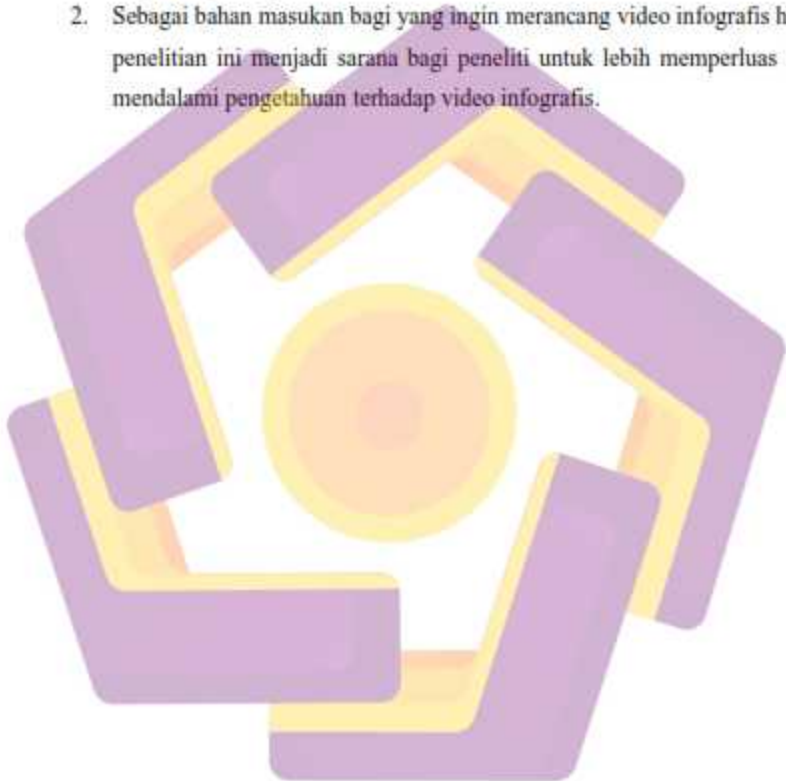 2. Sebagai bahan masukan bagi yang ingin merancang video infografis
penelitian ini menjadi sarana bagi peneliti untuk lebih memperluas
mendalami pengetahuan terhadap video infografis.